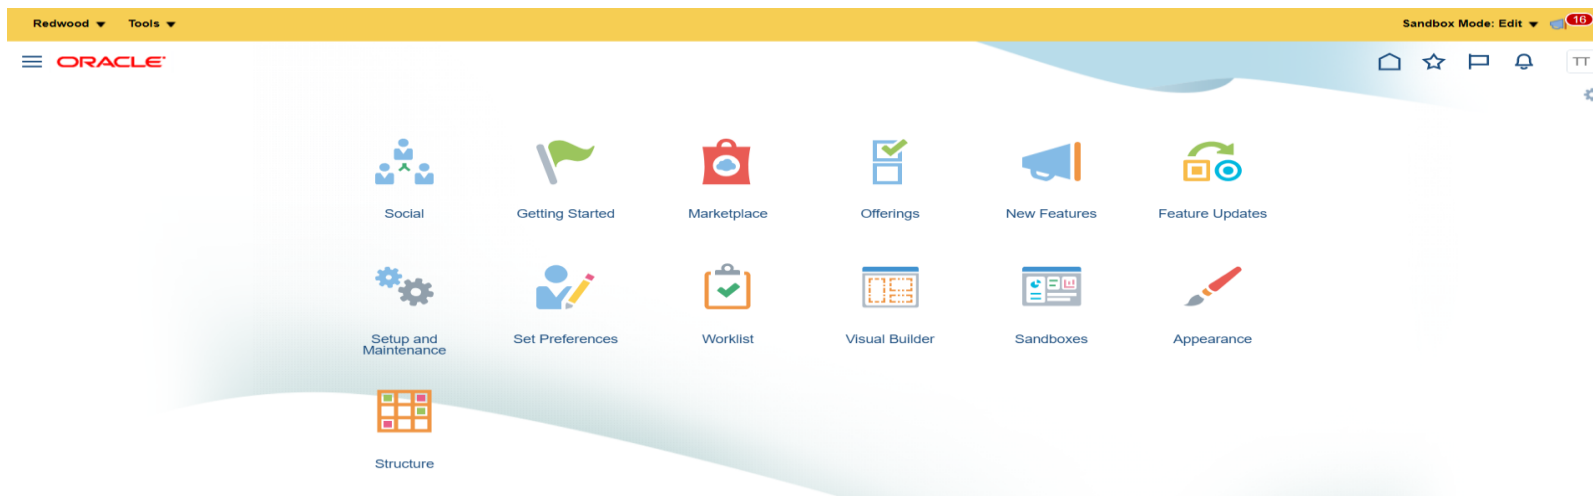 Redwood Tools Sandbox Mode: Edit 16
ORACLE TT
Social Getting Started Marketplace Offerings New Features Feature Updates
Setup and
Maintenance Set Preferences Worklist Visual Builder Sandboxes Appearance
Structure